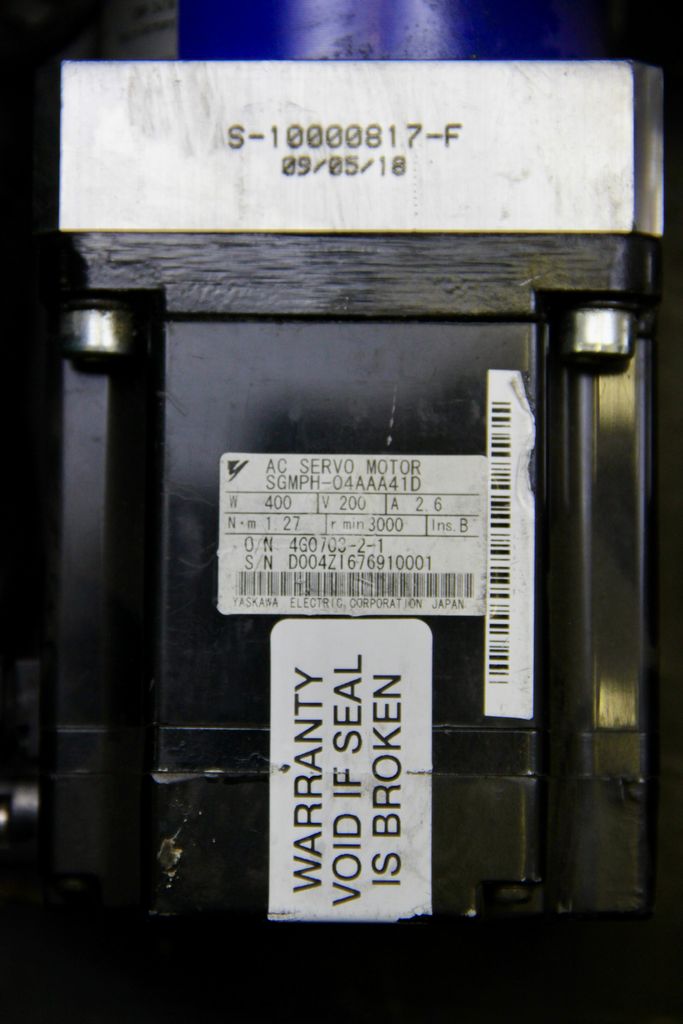 S-10000817-F
09/05/18
AC SERVO MOTOR
SGMPH-04AAA41D
W 400 V 200 A 2.6
N·m 1.27 r/min 3000 Ins. B
O/N 4G0703-2-1
S/N D004Z1676910001
YASKAWA ELECTRIC CORPORATION JAPAN
WARRANTY
VOID IF SEAL
IS BROKEN